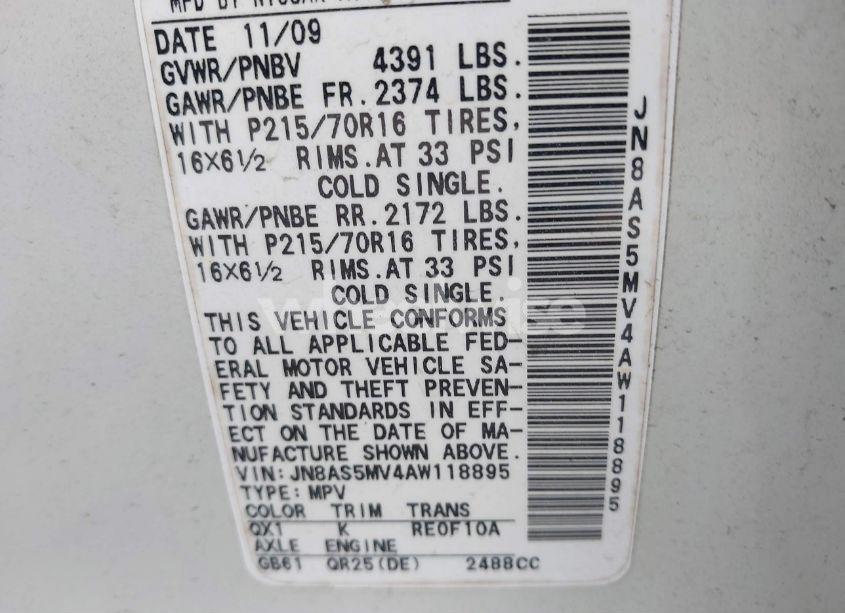 DATE 11/09
GVWR/PNBV 4391 LBS.
GAWR/PNBE FR. 2374 LBS.
WITH P215/70R16 TIRES,
16X6½ RIMS. AT 33 PSI
COLD SINGLE.
GAWR/PNBE RR. 2172 LBS.
WITH P215/70R16 TIRES,
16X6½ RIMS. AT 33 PSI
COLD SINGLE.
THIS VEHICLE CONFORMS
TO ALL APPLICABLE FED-
ERAL MOTOR VEHICLE SA-
FETY AND THEFT PREVEN-
TION STANDARDS IN EFF-
ECT ON THE DATE OF MA-
NUFACTURE SHOWN ABOVE.
VIN: JN8AS5MV4AW118895
TYPE: MPV
COLOR TRIM TRANS
QX1 K RE0F10A
AXLE ENGINE
GB61 QR25(DE) 2488CC
JN8AS5MV4AW118895